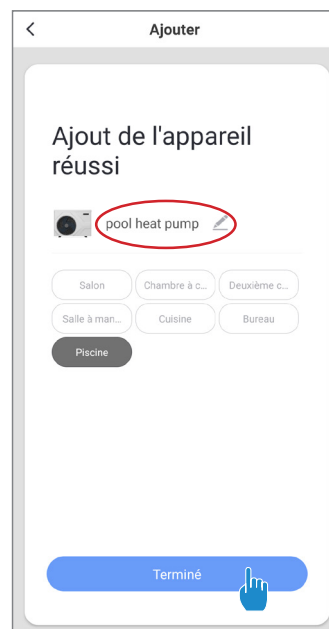 Ajouter
Ajout de l'appareil
réussi
pool heat pump
Salon Chambre à c... Deuxième c...
Salle à man... Cuisine Bureau
Piscine
Terminé